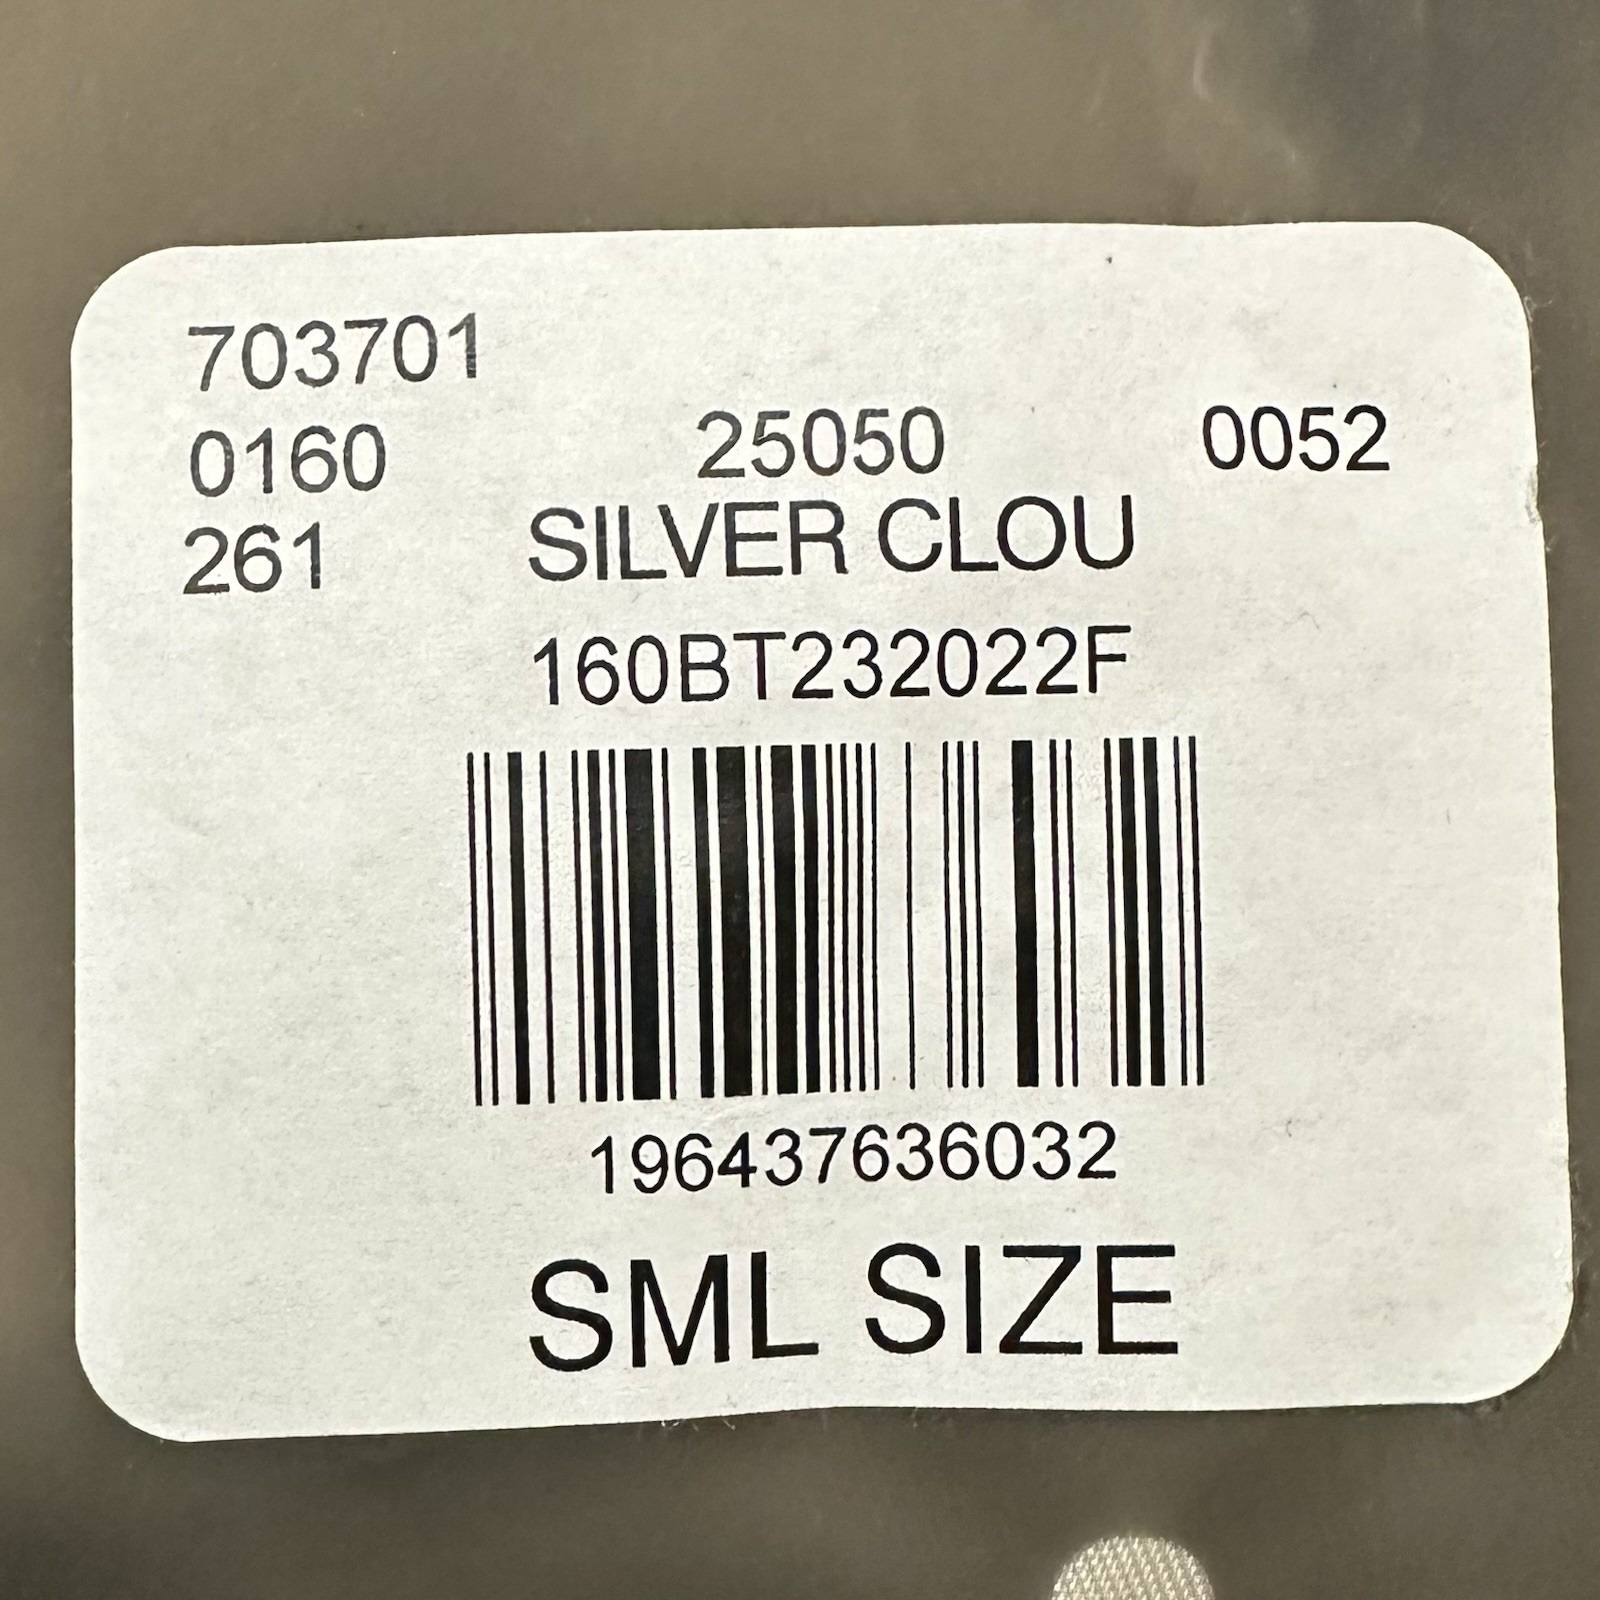 703701
0160 25050 0052
261 SILVER CLOU
160BT232022F
196437636032
SML SIZE